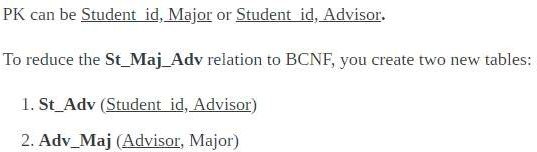 PK can be Student_id, Major or Student_id, Advisor.
To reduce the St_Maj_Adv relation to BCNF, you create two new tables:
1. St_Adv (Student_id, Advisor)
2. Adv_Maj (Advisor, Major)